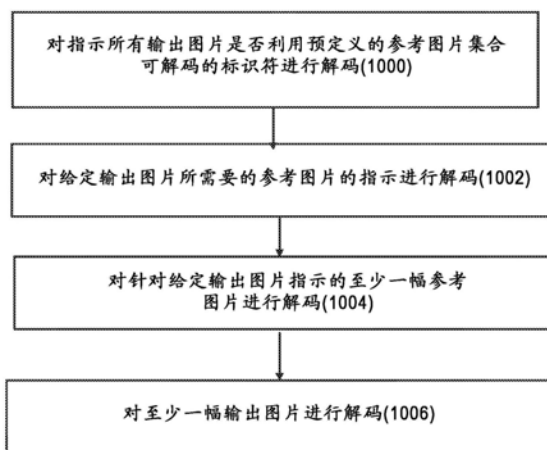 对指示所有输出图片是否利用预定义的参考图片集合
可解码的标识符进行解码(1000)
对给定输出图片所需要的参考图片的指示进行解码(1002)
对针对给定输出图片指示的至少一幅参考
图片进行解码(1004)
对至少一幅输出图片进行解码(1006)